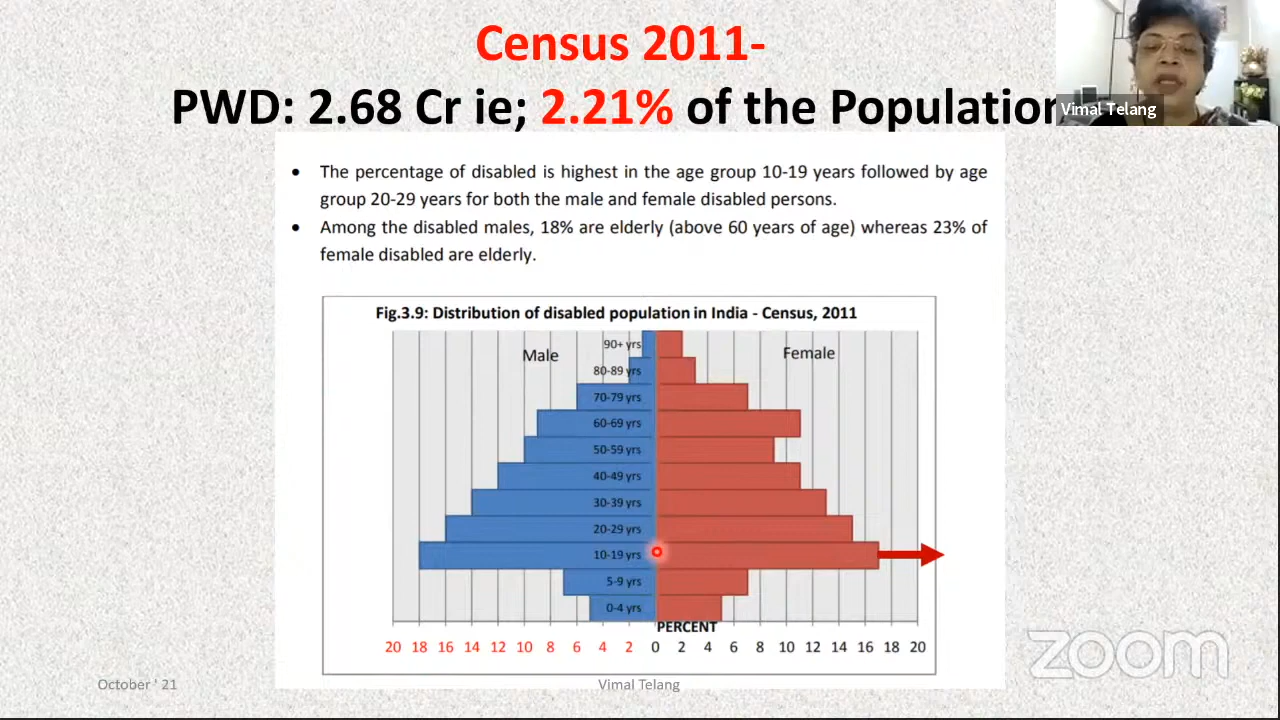 Census 2011-
PWD: 2.68 Cr ie; 2.21% of the Population
Vimal Telang
• The percentage of disabled is highest in the age group 10-19 years followed by age
group 20-29 years for both the male and female disabled persons.
• Among the disabled males, 18% are elderly (above 60 years of age) whereas 23% of
female disabled are elderly.
Fig.3.9: Distribution of disabled population in India - Census, 2011
Male
Female
90+ yrs
80-89 yrs
70-79 yrs
60-69 yrs
50-59 yrs
40-49 yrs
30-39 yrs
20-29 yrs
10-19 yrs
5-9 yrs
0-4 yrs
PERCENT
20 18 16 14 12 10 8 6 4 2 0 2 4 6 8 10 12 14 16 18 20
zoom
October ' 21
Vimal Telang